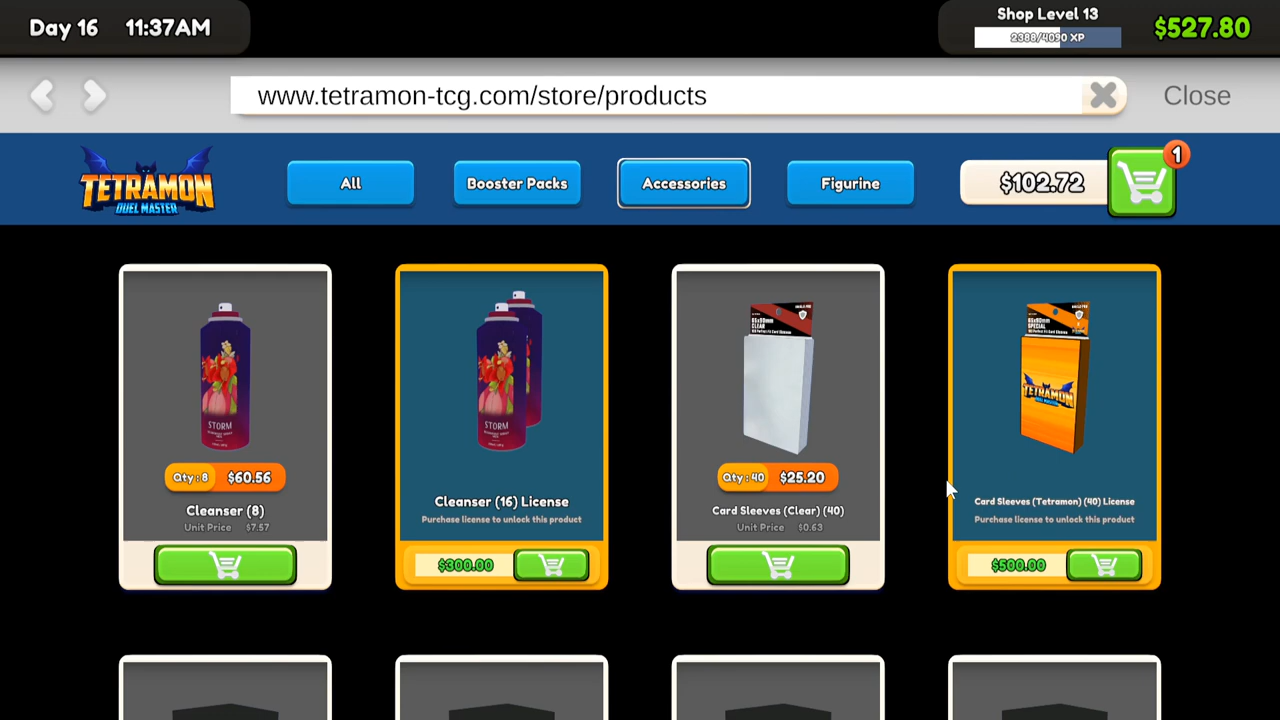 Day 16 11:37AM
Shop Level 13
2388/4090 XP
$527.80
www.tetramon-tcg.com/store/products
Close
TETRAMON
DUEL MASTER
All
Booster Packs
Accessories
Figurine
$102.72
1
STORM
Qty : 8 $60.56
Cleanser (8)
Unit Price $7.57
STORM
Cleanser (16) License
Purchase license to unlock this product
$300.00
CLEAR
Qty : 40 $25.20
Card Sleeves (Clear) (40)
Unit Price $0.63
SPECIAL
TETRAMON
Card Sleeves (Tetramon) (40) License
Purchase license to unlock this product
$500.00